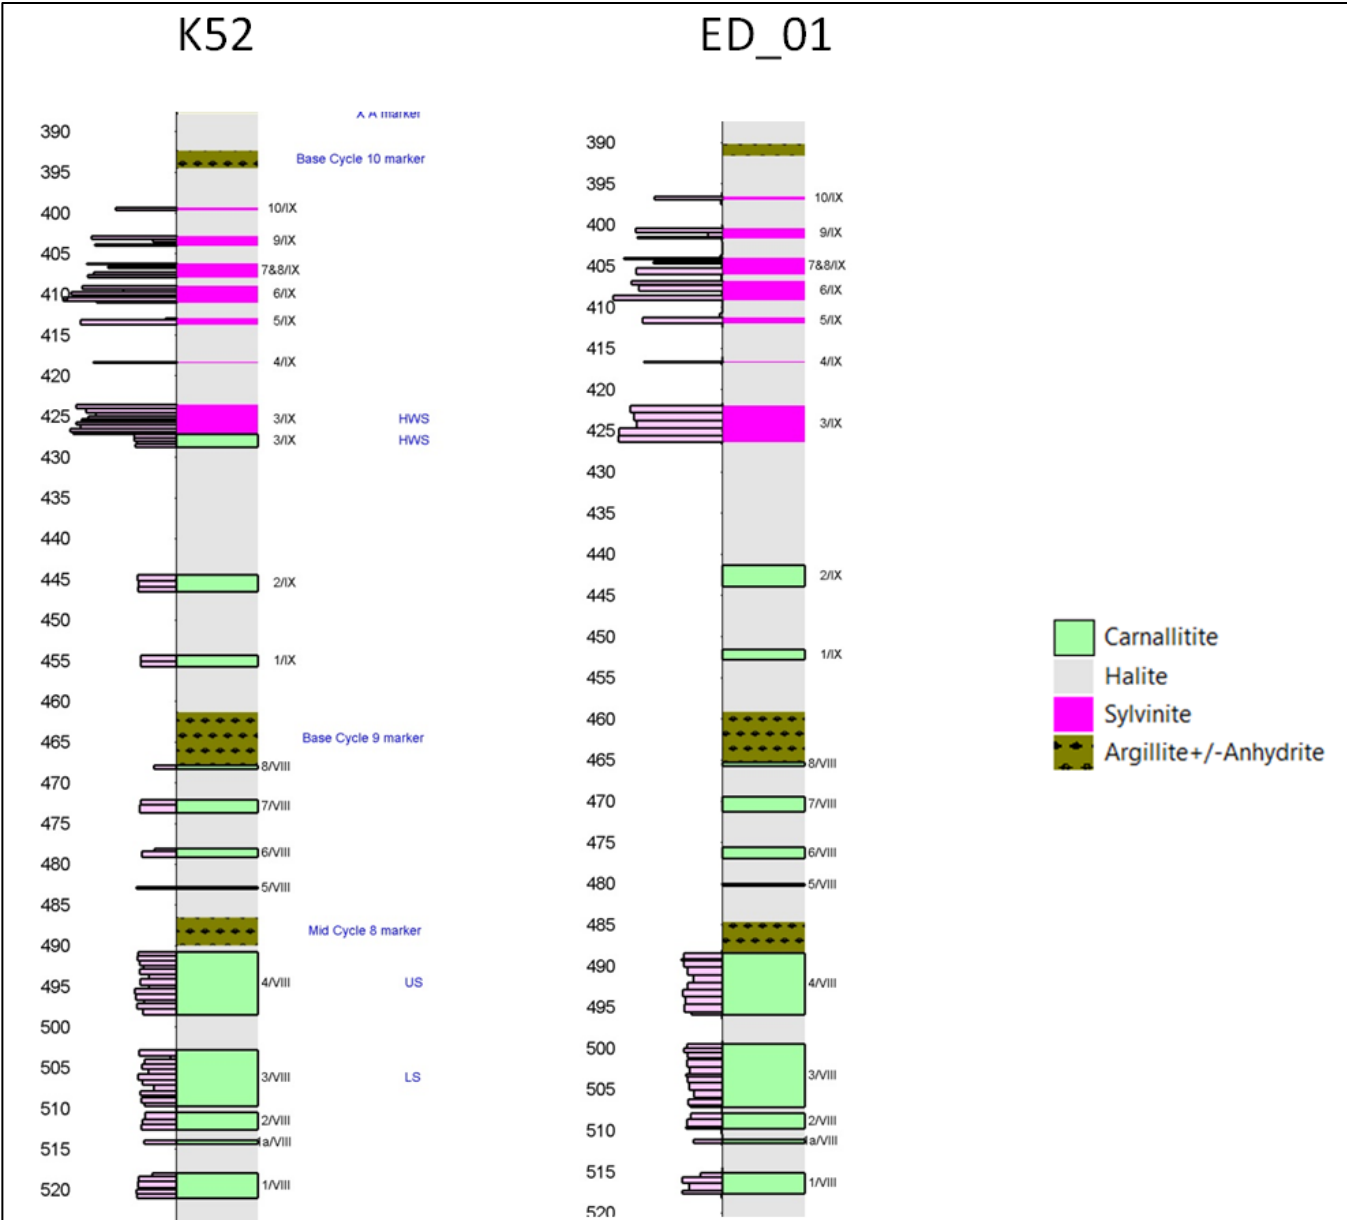 K52
ED_01
X A marker
390
Base Cycle 10 marker
395
400
10/IX
9/IX
405
7&8/IX
410
6/IX
5/IX
415
4/IX
420
425
3/IX
HWS
3/IX
HWS
430
435
440
445
2/IX
450
455
1/IX
460
465
Base Cycle 9 marker
8/VIII
470
7/VIII
475
6/VIII
480
5/VIII
485
Mid Cycle 8 marker
490
4/VIII
US
495
500
505
3/VIII
LS
510
2/VIII
1a/VIII
515
1/VIII
520
390
395
10/IX
400
9/IX
405
7&8/IX
6/IX
410
5/IX
415
4/IX
420
3/IX
425
430
435
440
2/IX
445
450
1/IX
455
460
465
8/VIII
470
7/VIII
475
6/VIII
480
5/VIII
485
490
4/VIII
495
500
3/VIII
505
2/VIII
510
1a/VIII
515
1/VIII
520
Carnallitite
Halite
Sylvinite
Argillite+/-Anhydrite